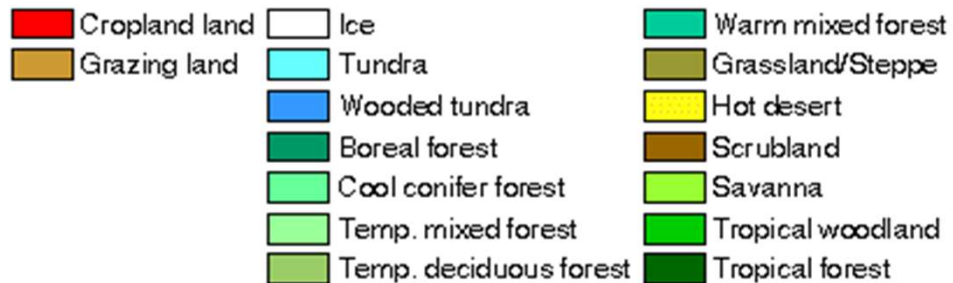 Cropland land
Grazing land
Ice
Tundra
Wooded tundra
Boreal forest
Cool conifer forest
Temp. mixed forest
Temp. deciduous forest
Warm mixed forest
Grassland/Steppe
Hot desert
Scrubland
Savanna
Tropical woodland
Tropical forest